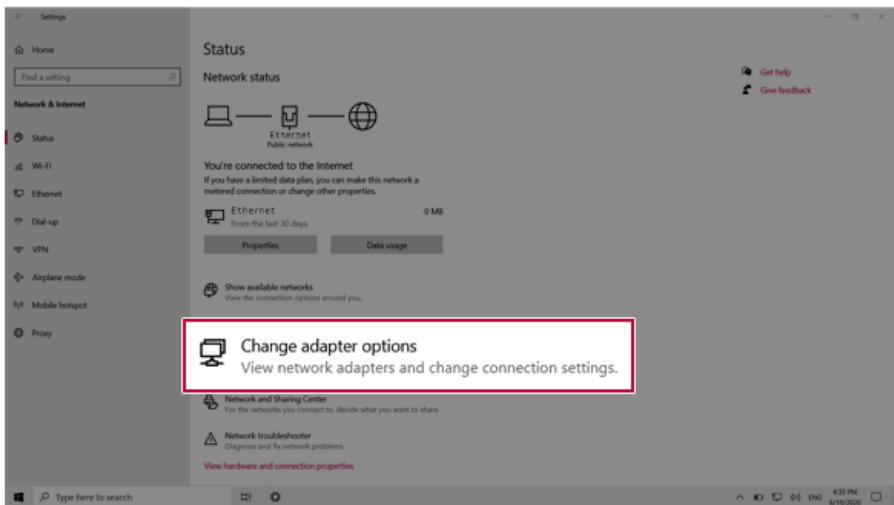 Settings
Home
Find a setting
Network & Internet
Status
Wi-Fi
Ethernet
Dial-up
VPN
Airplane mode
Mobile hotspot
Proxy
Status
Network status
Ethernet
Public network
You're connected to the Internet
If you have a limited data plan, you can make this network a
metered connection or change other properties.
Ethernet
0 MB
From the last 30 days
Properties
Data usage
Show available networks
View the connection options around you.
Change adapter options
View network adapters and change connection settings.
Network and Sharing Center
For the networks you connect to, decide what you want to share.
Network troubleshooter
Diagnose and fix network problems.
View hardware and connection properties
Get help
Give feedback
Type here to search
ENG
4:35 PM
6/19/2020